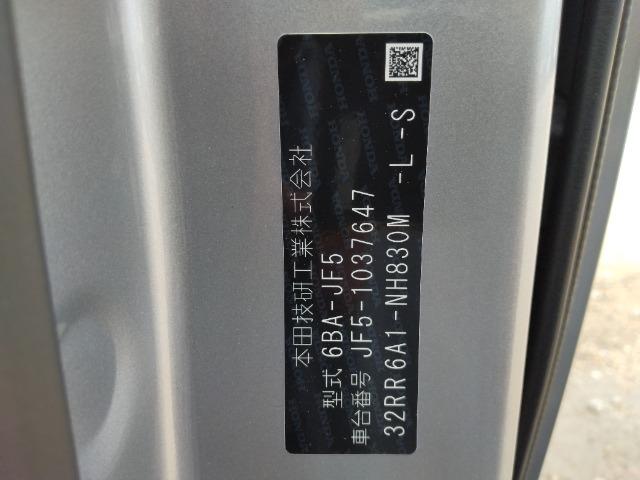 本田技研工業株式会社
型式 6BA-JF5
車台番号 JF5-1037647
32RR6A1-NH830M -L -S
HONDA